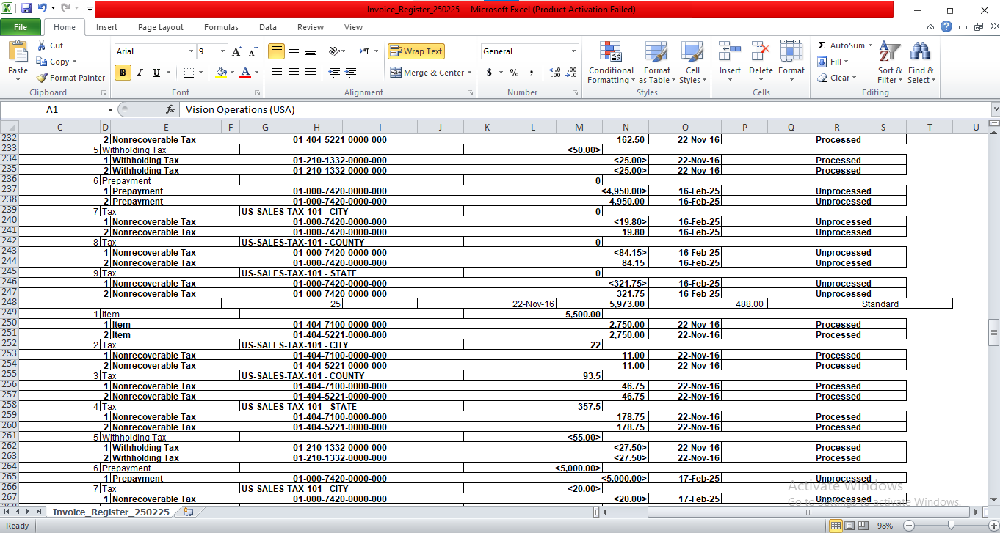 Invoice_Register_250225 - Microsoft Excel (Product Activation Failed)
File Home Insert Page Layout Formulas Data Review View
Paste Cut Copy Format Painter Clipboard
Arial 9 A A B I U A Font
Wrap Text Merge & Center Alignment
General $ % , .00 .0 Number
Conditional Formatting Format as Table Cell Styles Styles
Insert Delete Format Cells
Σ AutoSum Fill Clear Sort & Filter Find & Select Editing
A1 fx Vision Operations (USA)
C D E F G H I J K L M N O P Q R S T U
232 2 Nonrecoverable Tax 01-404-5221-0000-000 162.50 22-Nov-16 Processed
233 5 Withholding Tax <50.00>
234 1 Withholding Tax 01-210-1332-0000-000 <25.00> 22-Nov-16 Processed
235 2 Withholding Tax 01-210-1332-0000-000 <25.00> 22-Nov-16 Processed
236 6 Prepayment 0
237 1 Prepayment 01-000-7420-0000-000 <4,950.00> 16-Feb-25 Unprocessed
238 2 Prepayment 01-000-7420-0000-000 4,950.00 16-Feb-25 Unprocessed
239 7 Tax US-SALES-TAX-101 - CITY 0
240 1 Nonrecoverable Tax 01-000-7420-0000-000 <19.80> 16-Feb-25 Unprocessed
241 2 Nonrecoverable Tax 01-000-7420-0000-000 19.80 16-Feb-25 Unprocessed
242 8 Tax US-SALES-TAX-101 - COUNTY 0
243 1 Nonrecoverable Tax 01-000-7420-0000-000 <84.15> 16-Feb-25 Unprocessed
244 2 Nonrecoverable Tax 01-000-7420-0000-000 84.15 16-Feb-25 Unprocessed
245 9 Tax US-SALES-TAX-101 - STATE 0
246 1 Nonrecoverable Tax 01-000-7420-0000-000 <321.75> 16-Feb-25 Unprocessed
247 2 Nonrecoverable Tax 01-000-7420-0000-000 321.75 16-Feb-25 Unprocessed
248 25 22-Nov-16 5,973.00 488.00 Standard
249 1 Item 5,500.00
250 1 Item 01-404-7100-0000-000 2,750.00 22-Nov-16 Processed
251 2 Item 01-404-5221-0000-000 2,750.00 22-Nov-16 Processed
252 2 Tax US-SALES-TAX-101 - CITY 22
253 1 Nonrecoverable Tax 01-404-7100-0000-000 11.00 22-Nov-16 Processed
254 2 Nonrecoverable Tax 01-404-5221-0000-000 11.00 22-Nov-16 Processed
255 3 Tax US-SALES-TAX-101 - COUNTY 93.5
256 1 Nonrecoverable Tax 01-404-7100-0000-000 46.75 22-Nov-16 Processed
257 2 Nonrecoverable Tax 01-404-5221-0000-000 46.75 22-Nov-16 Processed
258 4 Tax US-SALES-TAX-101 - STATE 357.5
259 1 Nonrecoverable Tax 01-404-7100-0000-000 178.75 22-Nov-16 Processed
260 2 Nonrecoverable Tax 01-404-5221-0000-000 178.75 22-Nov-16 Processed
261 5 Withholding Tax <55.00>
262 1 Withholding Tax 01-210-1332-0000-000 <27.50> 22-Nov-16 Processed
263 2 Withholding Tax 01-210-1332-0000-000 <27.50> 22-Nov-16 Processed
264 6 Prepayment <5,000.00>
265 1 Prepayment 01-000-7420-0000-000 <5,000.00> 17-Feb-25 Unprocessed
266 7 Tax US-SALES-TAX-101 - CITY <20.00>
267 1 Nonrecoverable Tax 01-000-7420-0000-000 <20.00> 17-Feb-25 Unprocessed
Activate Windows
Go to Settings to activate Windows.
Invoice_Register_250225
Ready 98%